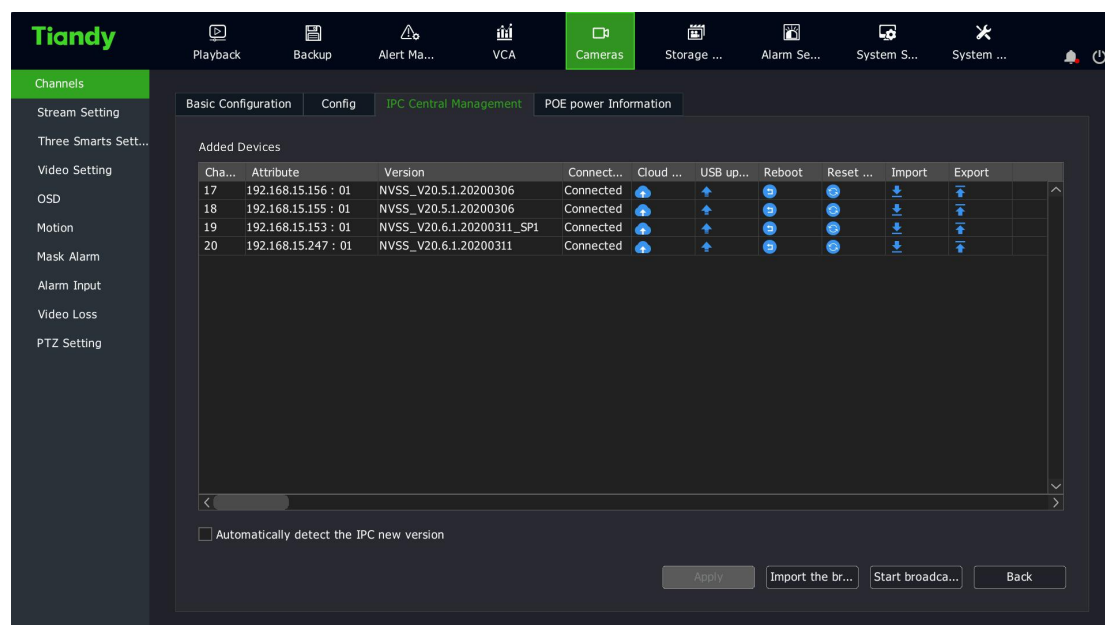 Tiandy
Playback Backup Alert Ma... VCA Cameras Storage ... Alarm Se... System S... System ...
Channels
Stream Setting
Three Smarts Sett...
Video Setting
OSD
Motion
Mask Alarm
Alarm Input
Video Loss
PTZ Setting
Basic Configuration Config IPC Central Management POE power Information
Added Devices
Cha... Attribute Version Connect... Cloud ... USB up... Reboot Reset ... Import Export
17 192.168.15.156 : 01 NVSS_V20.5.1.20200306 Connected
18 192.168.15.155 : 01 NVSS_V20.5.1.20200306 Connected
19 192.168.15.153 : 01 NVSS_V20.6.1.20200311_SP1 Connected
20 192.168.15.247 : 01 NVSS_V20.6.1.20200311 Connected
Automatically detect the IPC new version
Apply Import the br... Start broadca... Back